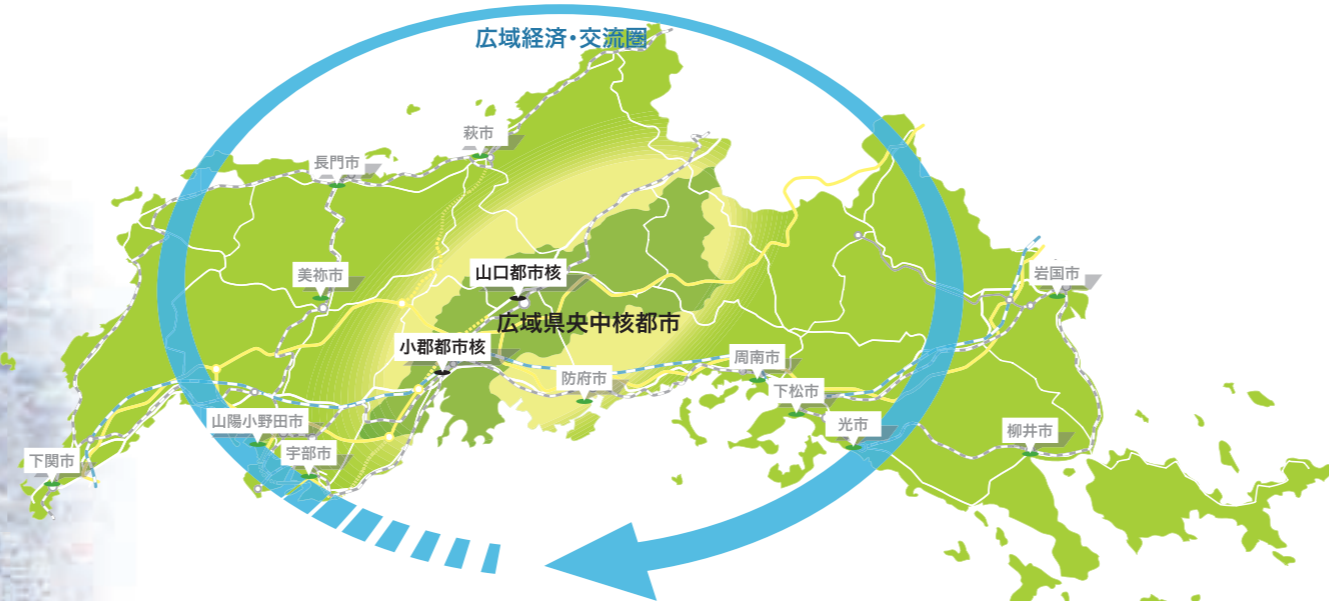 広域経済・交流圏
萩市
長門市
美祢市
山口都市核
岩国市
広域県央中核都市
小郡都市核
周南市
防府市
下松市
山陽小野田市
光市
柳井市
宇部市
下関市